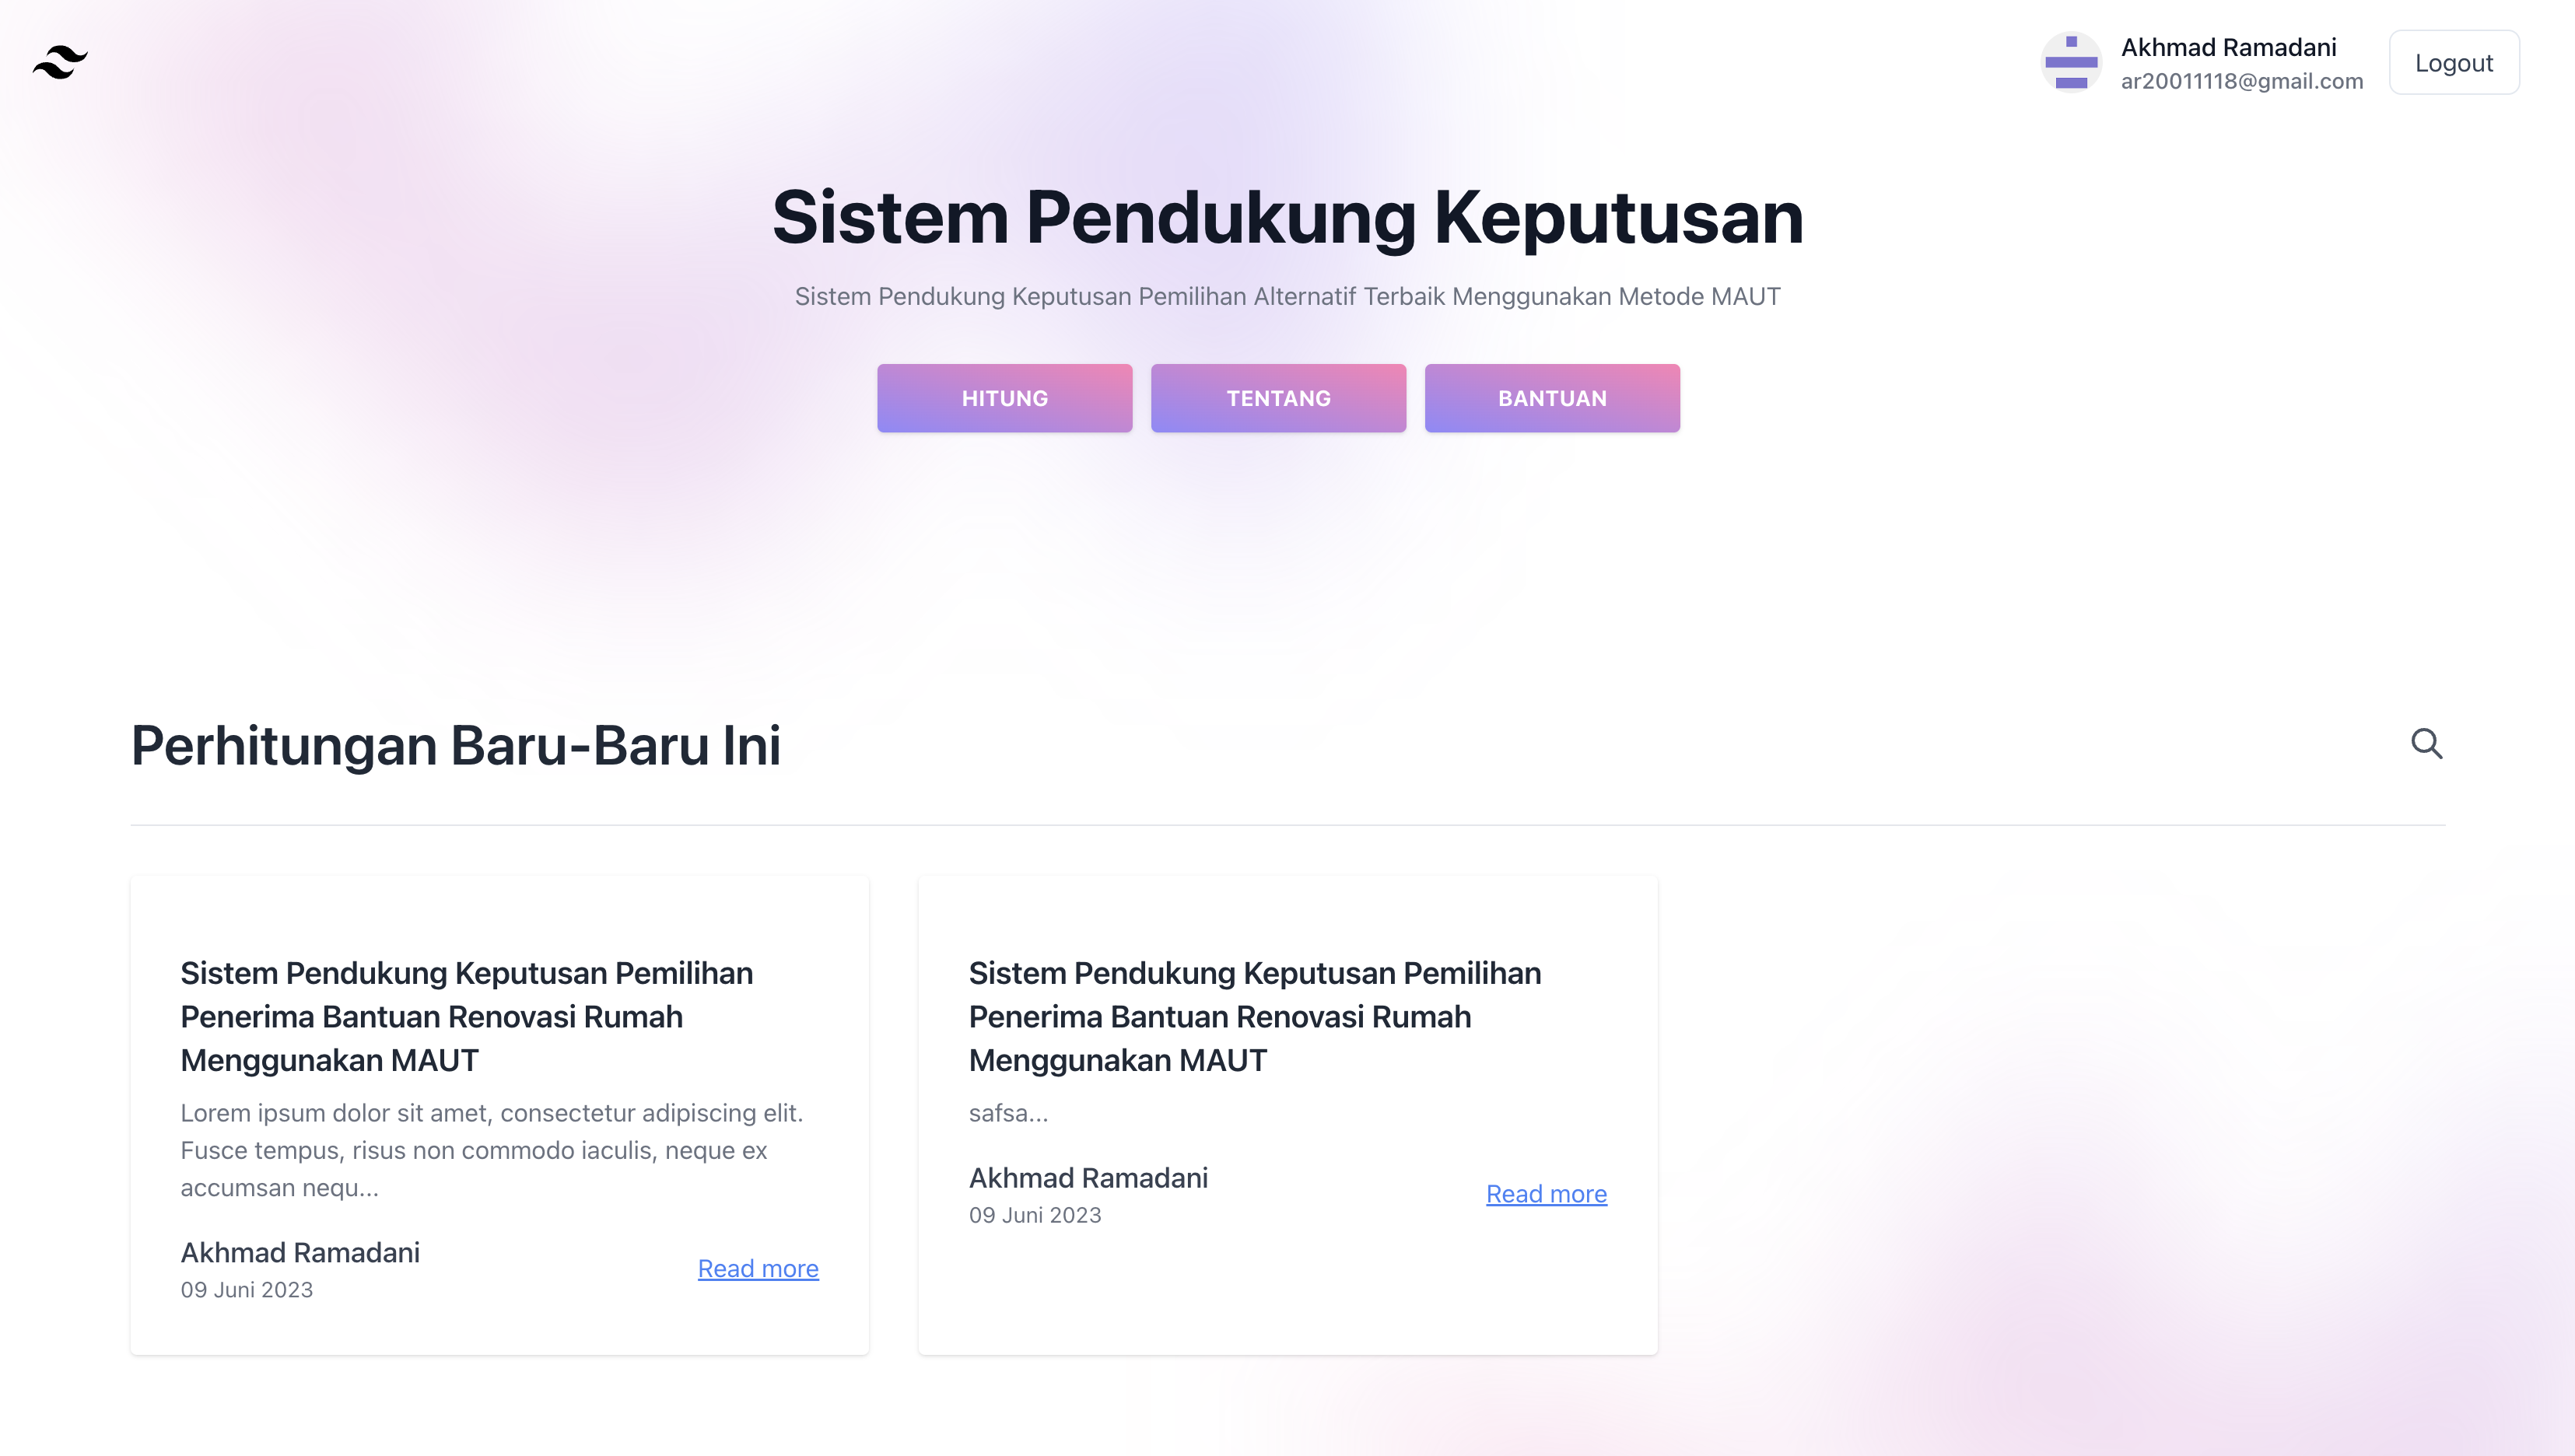 Akhmad Ramadani
ar20011118@gmail.com
Logout
Sistem Pendukung Keputusan
Sistem Pendukung Keputusan Pemilihan Alternatif Terbaik Menggunakan Metode MAUT
HITUNG
TENTANG
BANTUAN
Perhitungan Baru-Baru Ini
Sistem Pendukung Keputusan Pemilihan
Penerima Bantuan Renovasi Rumah
Menggunakan MAUT
Lorem ipsum dolor sit amet, consectetur adipiscing elit.
Fusce tempus, risus non commodo iaculis, neque ex
accumsan nequ...
Akhmad Ramadani
09 Juni 2023
Read more
Sistem Pendukung Keputusan Pemilihan
Penerima Bantuan Renovasi Rumah
Menggunakan MAUT
safsa...
Akhmad Ramadani
09 Juni 2023
Read more